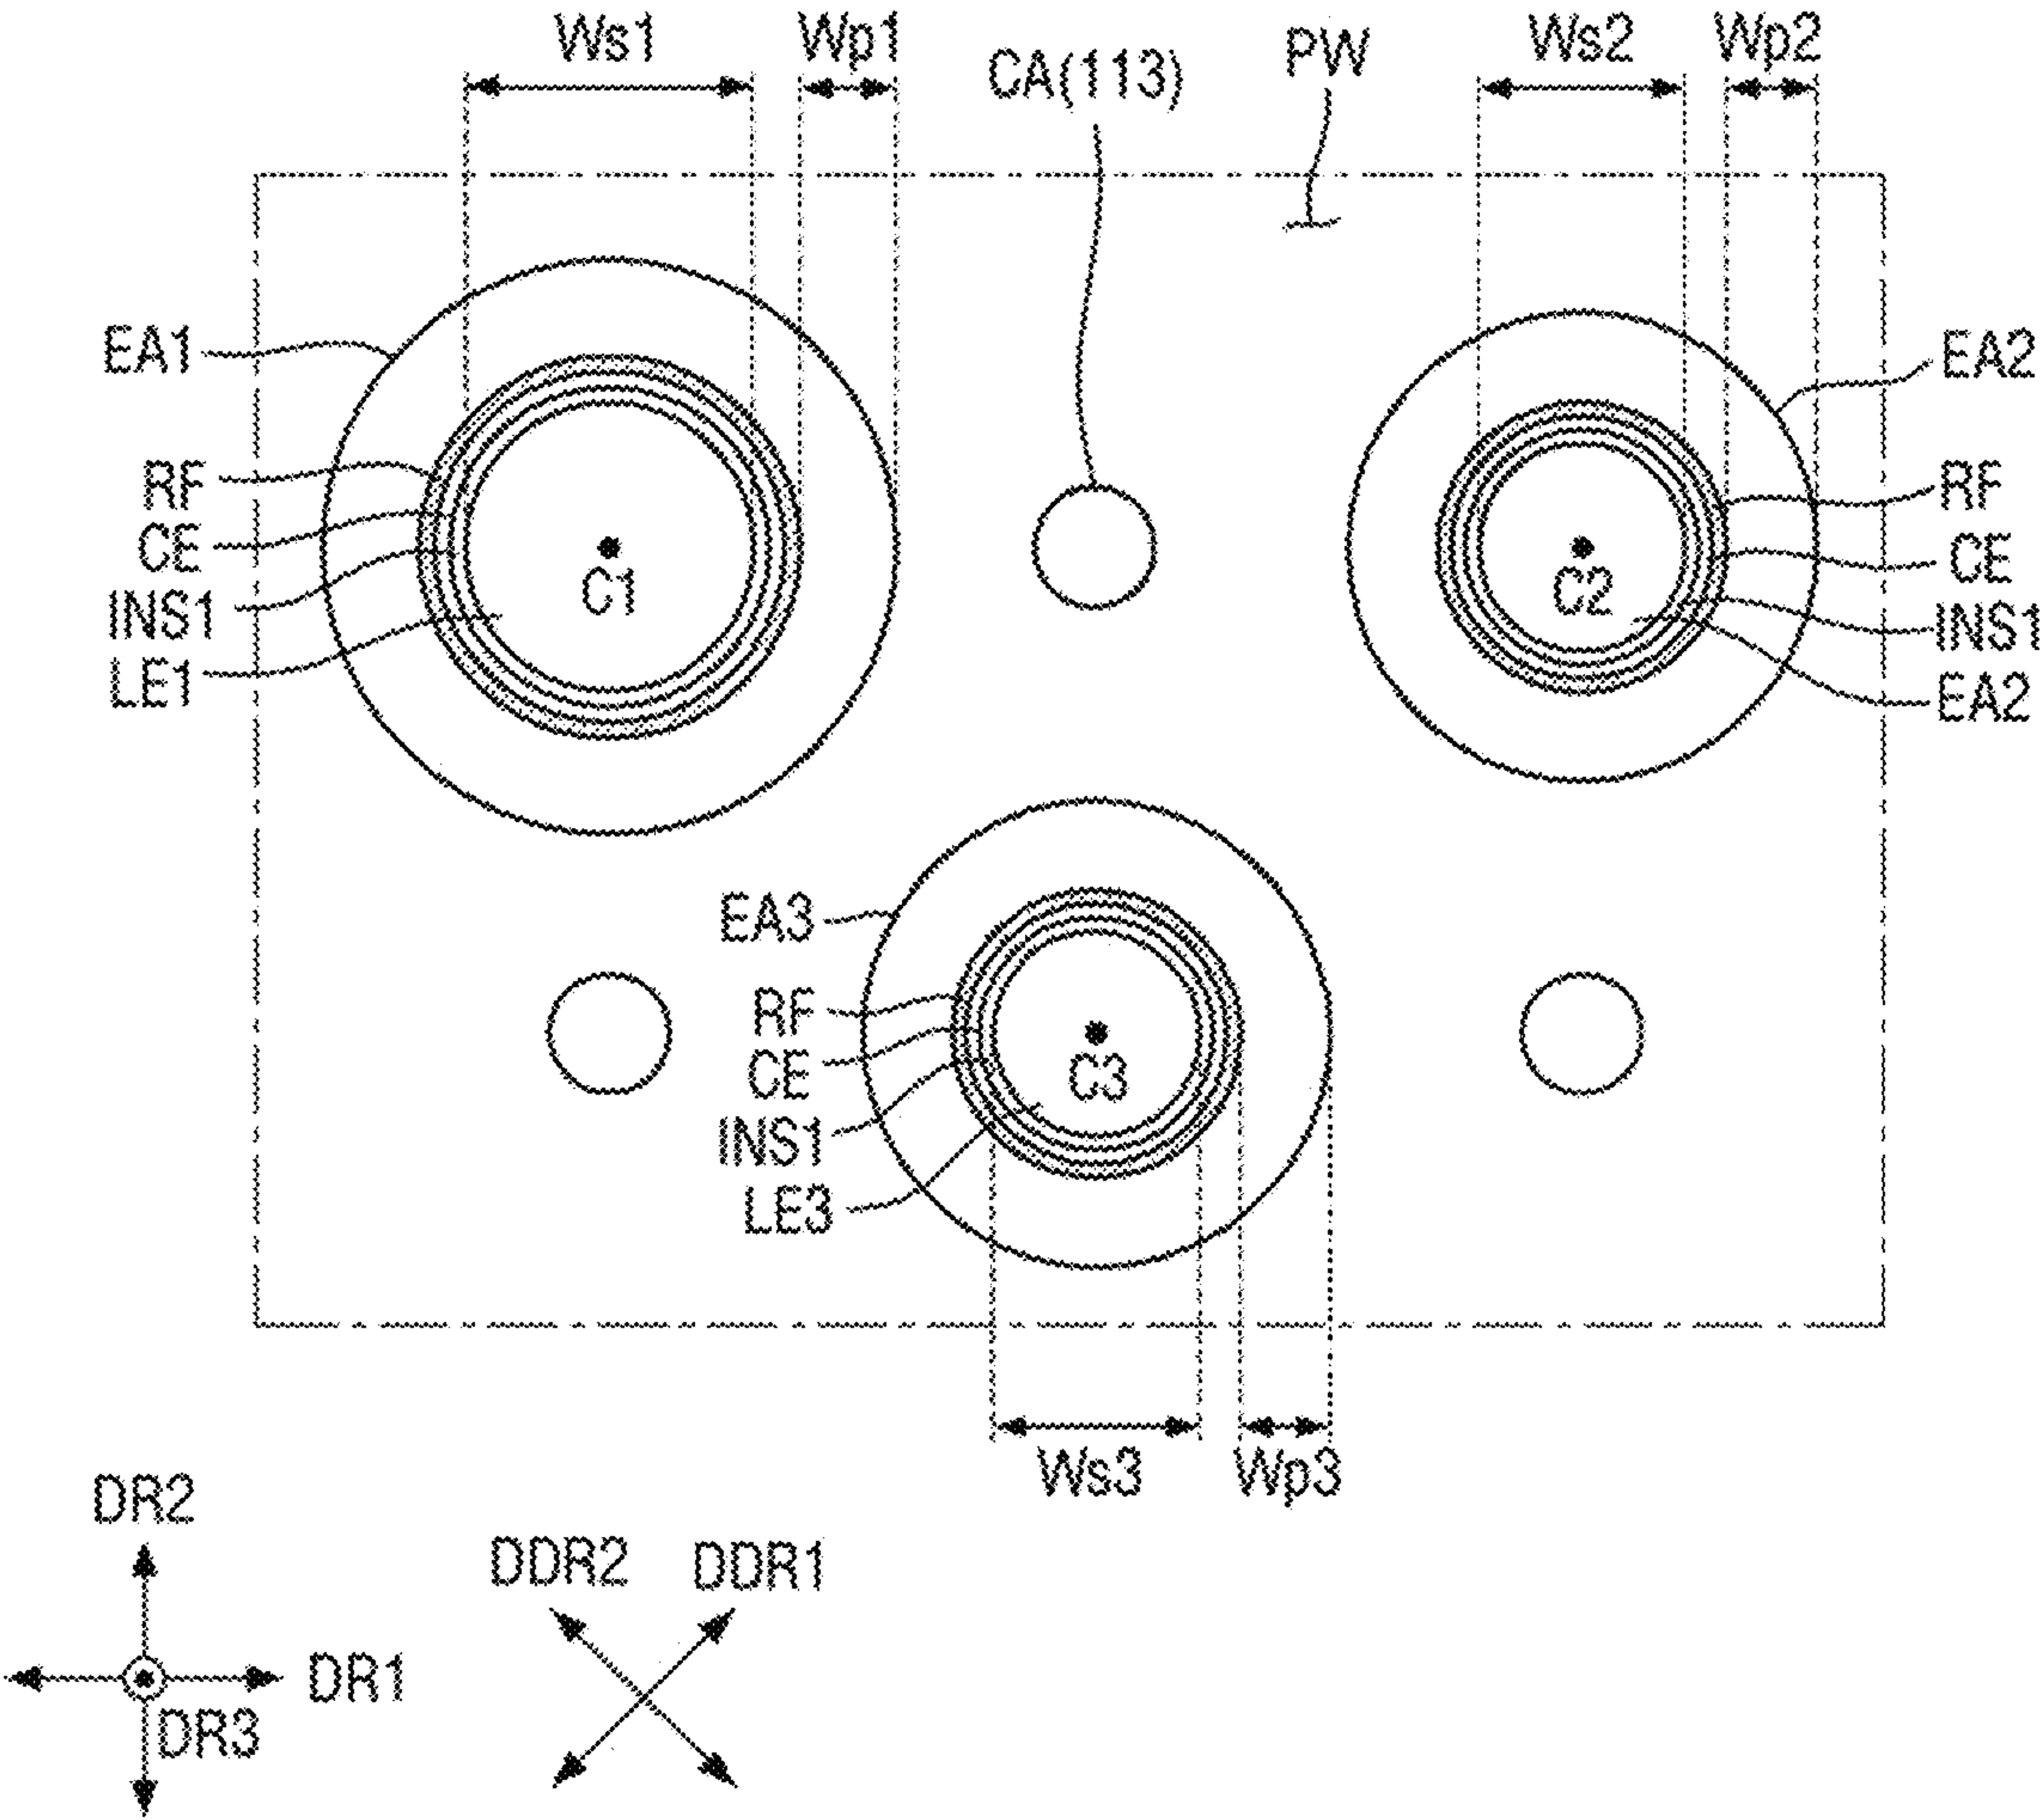 Ws1
Wp1
CA(113)
PW
Ws2
Wp2
EA1
EA2
RF
CE
INS1
LE1
C1
C2
RF
CE
INS1
EA2
EA3
RF
CE
INS1
LE3
C3
Ws3
Wp3
DR2
DR1
DR3
DDR2
DDR1